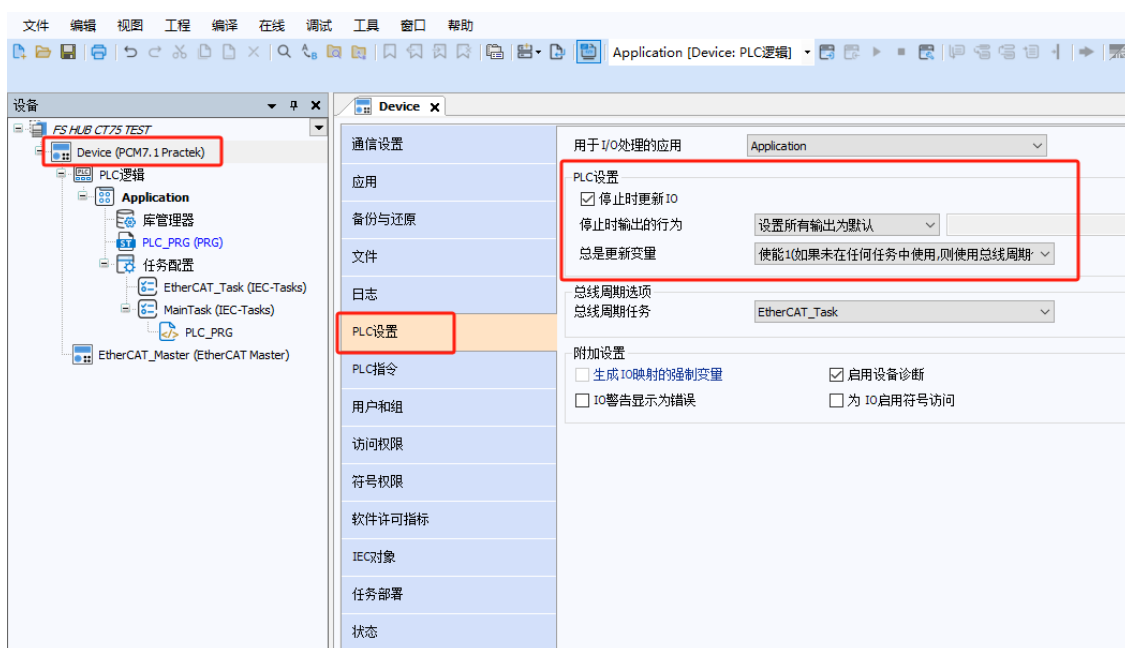 文件 编辑 视图 工程 编译 在线 调试 工具 窗口 帮助
Application [Device: PLC逻辑]
设备
FS HUB CT75 TEST
Device (PCM7.1 Practek)
PLC逻辑
Application
库管理器
PLC_PRG (PRG)
任务配置
EtherCAT_Task (IEC-Tasks)
MainTask (IEC-Tasks)
PLC_PRG
EtherCAT_Master (EtherCAT Master)
Device
通信设置
应用
备份与还原
文件
日志
PLC设置
PLC指令
用户和组
访问权限
符号权限
软件许可指标
IEC对象
任务部署
状态
用于I/O处理的应用 Application
PLC设置
停止时更新IO
停止时输出的行为 设置所有输出为默认
总是更新变量 使能1(如果未在任何任务中使用,则使用总线周期
总线周期选项
总线周期任务 EtherCAT_Task
附加设置
生成IO映射的强制变量 启用设备诊断
IO警告显示为错误 为 IO启用符号访问